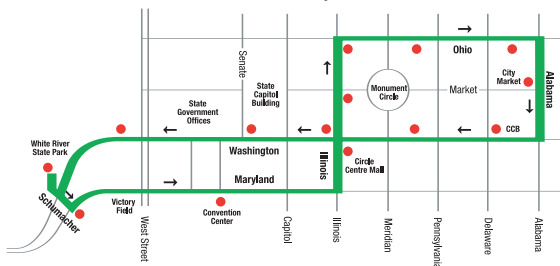 Ohio
Senate
State
Capitol
Building
City
Market
Market
Monument
Circle
Alabama
State
Government
Offices
White River
State Park
CCB
Washington
Illinois
Circle
Centre Mall
Maryland
Schumacher
Victory
Field
Convention
Center
West Street
Capitol
Illinois
Meridian
Pennsylvania
Delaware
Alabama